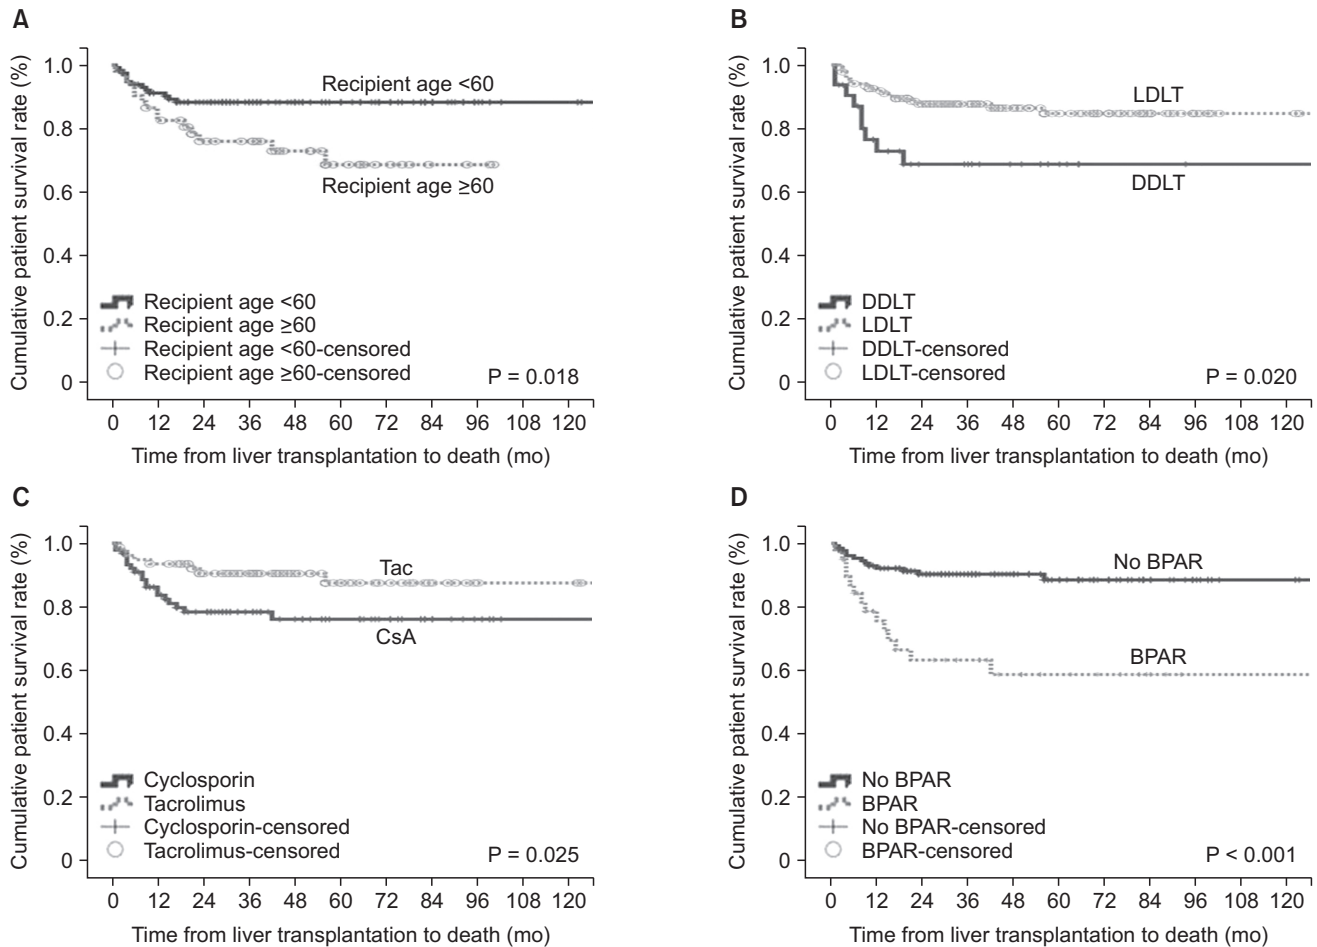 A
Cumulative patient survival rate (%)
1.0
0.8
0.6
0.4
0.2
0
Recipient age <60
Recipient age ≥60
Recipient age <60
Recipient age ≥60
Recipient age <60-censored
Recipient age ≥60-censored
P = 0.018
0 12 24 36 48 60 72 84 96 108 120
Time from liver transplantation to death (mo)
B
Cumulative patient survival rate (%)
1.0
0.8
0.6
0.4
0.2
0
LDLT
DDLT
DDLT
LDLT
DDLT-censored
LDLT-censored
P = 0.020
0 12 24 36 48 60 72 84 96 108 120
Time from liver transplantation to death (mo)
C
Cumulative patient survival rate (%)
1.0
0.8
0.6
0.4
0.2
0
Tac
CsA
Cyclosporin
Tacrolimus
Cyclosporin-censored
Tacrolimus-censored
P = 0.025
0 12 24 36 48 60 72 84 96 108 120
Time from liver transplantation to death (mo)
D
Cumulative patient survival rate (%)
1.0
0.8
0.6
0.4
0.2
0
No BPAR
BPAR
No BPAR
BPAR
No BPAR-censored
BPAR-censored
P < 0.001
0 12 24 36 48 60 72 84 96 108 120
Time from liver transplantation to death (mo)